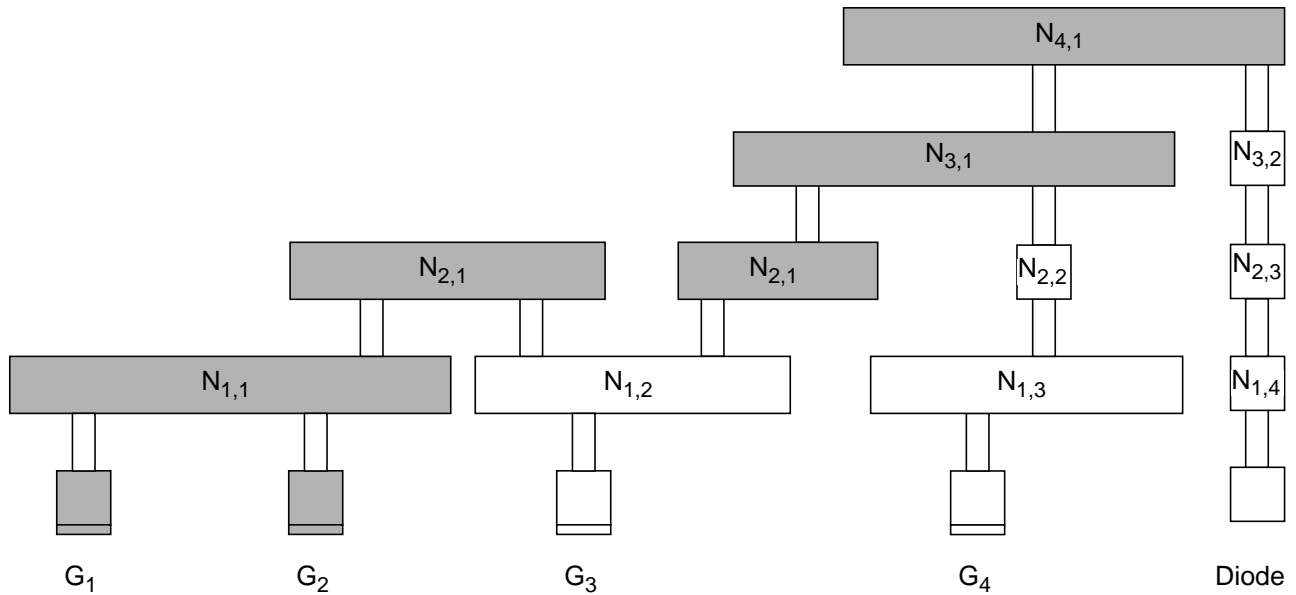 N4,1
N3,1
N3,2
N2,1
N2,1
N2,2
N2,3
N1,1
N1,2
N1,3
N1,4
G1
G2
G3
G4
Diode